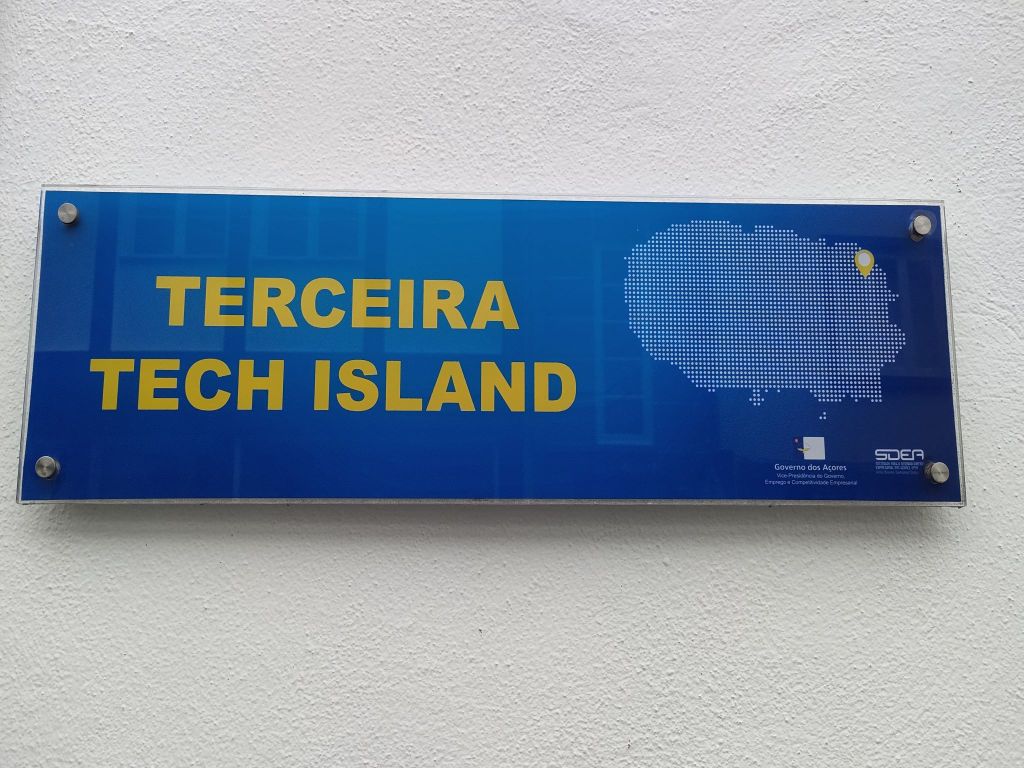 TERCEIRA
TECH ISLAND
Governo dos Açores
Vice-Presidência do Governo,
Emprego e Competitividade Empresarial
SDEA